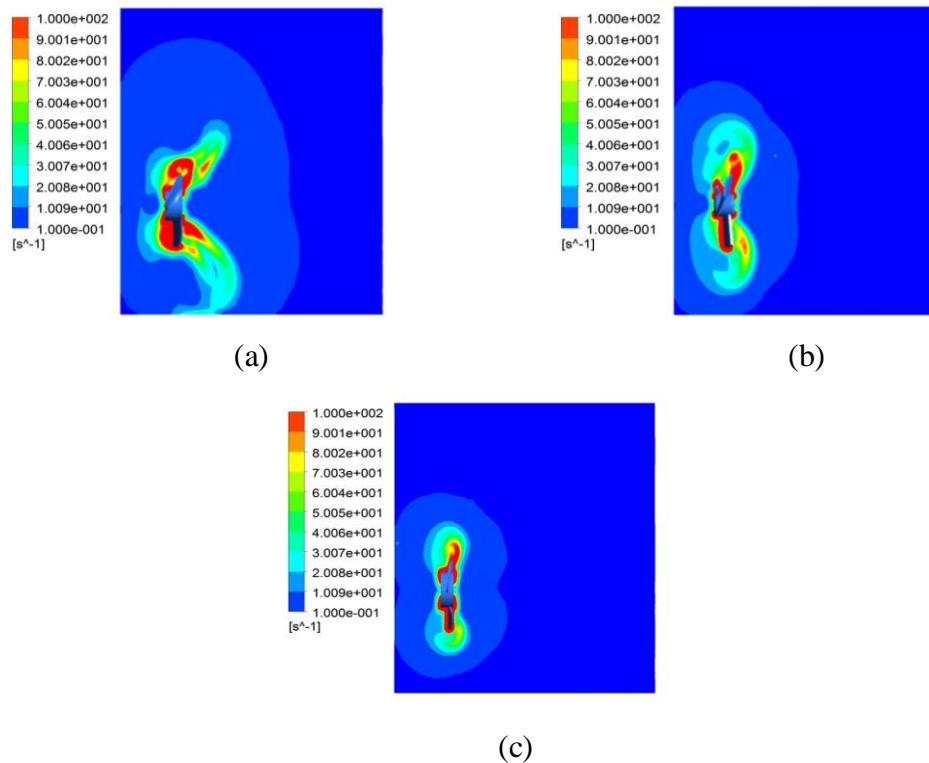 1.000e+002
9.001e+001
8.002e+001
7.003e+001
6.004e+001
5.005e+001
4.006e+001
3.007e+001
2.008e+001
1.009e+001
1.000e-001
[s^-1]
(a)
1.000e+002
9.001e+001
8.002e+001
7.003e+001
6.004e+001
5.005e+001
4.006e+001
3.007e+001
2.008e+001
1.009e+001
1.000e-001
[s^-1]
(b)
1.000e+002
9.001e+001
8.002e+001
7.003e+001
6.004e+001
5.005e+001
4.006e+001
3.007e+001
2.008e+001
1.009e+001
1.000e-001
[s^-1]
(c)